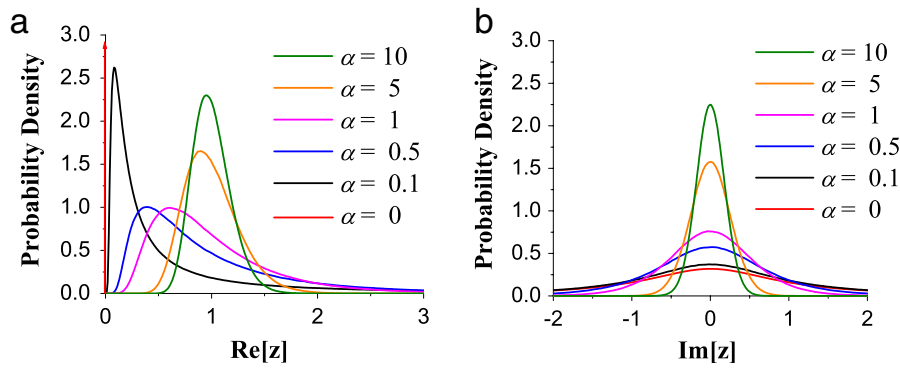 a
Probability Density
3.0
2.5
2.0
1.5
1.0
0.5
0.0
0
1
2
3
Re[z]
α = 10
α = 5
α = 1
α = 0.5
α = 0.1
α = 0
b
Probability Density
3.0
2.5
2.0
1.5
1.0
0.5
0.0
-2
-1
0
1
2
Im[z]
α = 10
α = 5
α = 1
α = 0.5
α = 0.1
α = 0